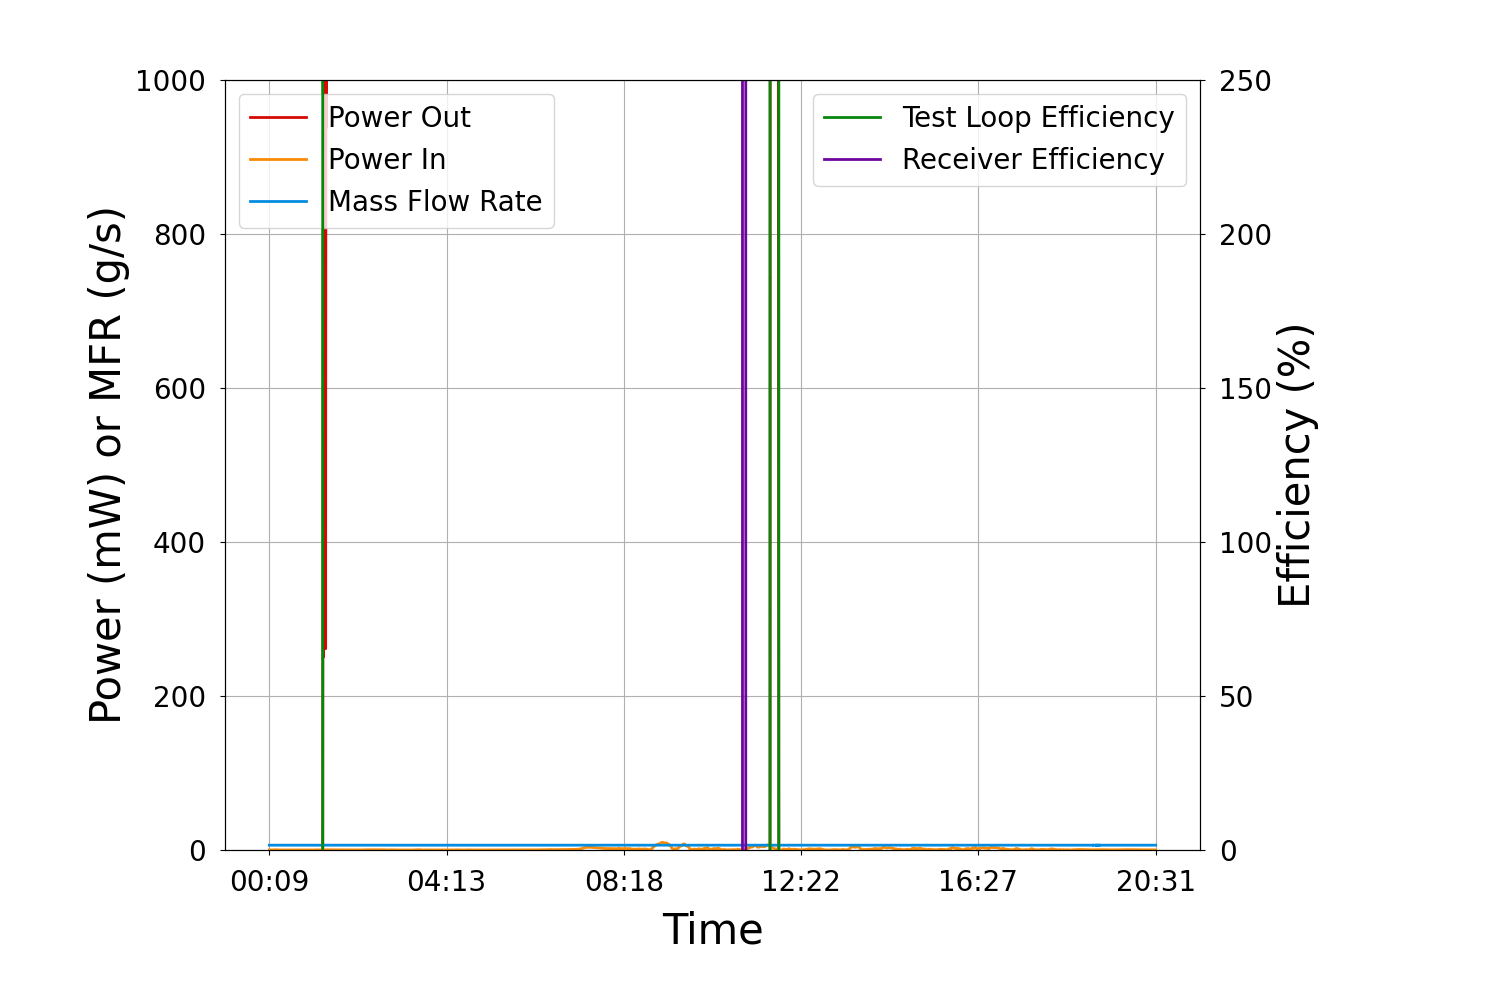 Power (mW) or MFR (g/s)
1000
800
600
400
200
0
Power Out
Power In
Mass Flow Rate
Test Loop Efficiency
Receiver Efficiency
250
200
150
100
50
0
Efficiency (%)
00:09 04:13 08:18 12:22 16:27 20:31
Time